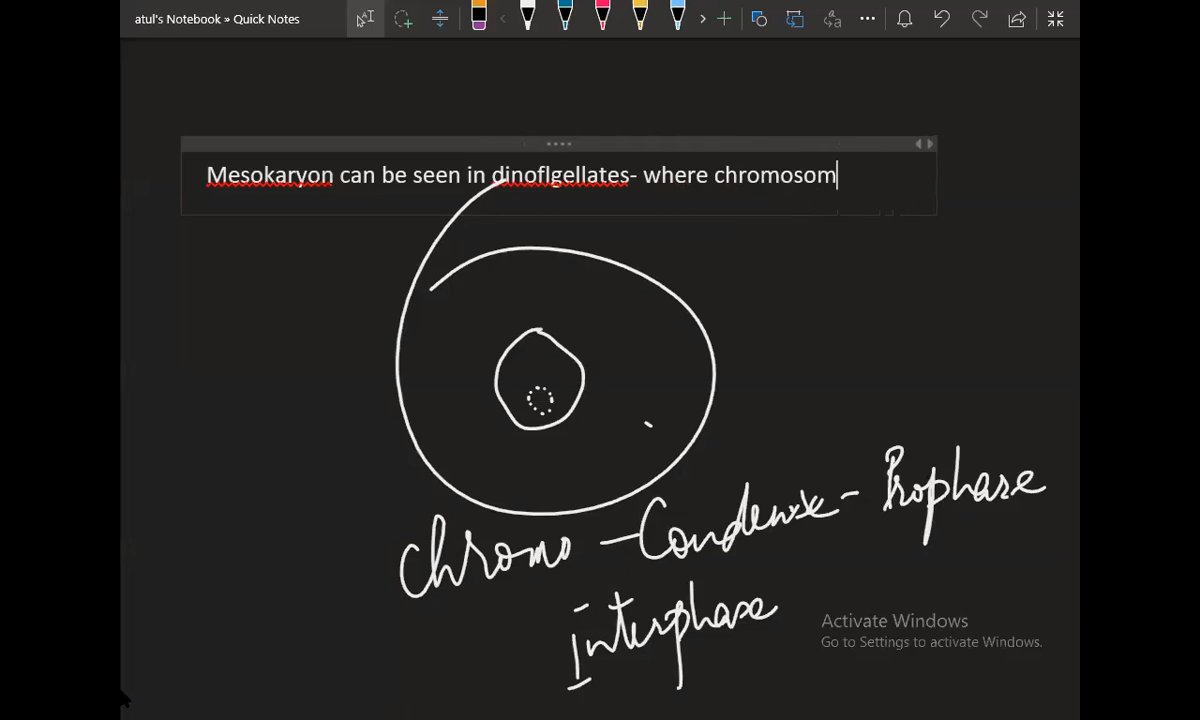 atul's Notebook » Quick Notes
Mesokaryon can be seen in dinoflgellates- where chromosom
Chromo - Condense - Prophase
Interphase
Activate Windows
Go to Settings to activate Windows.